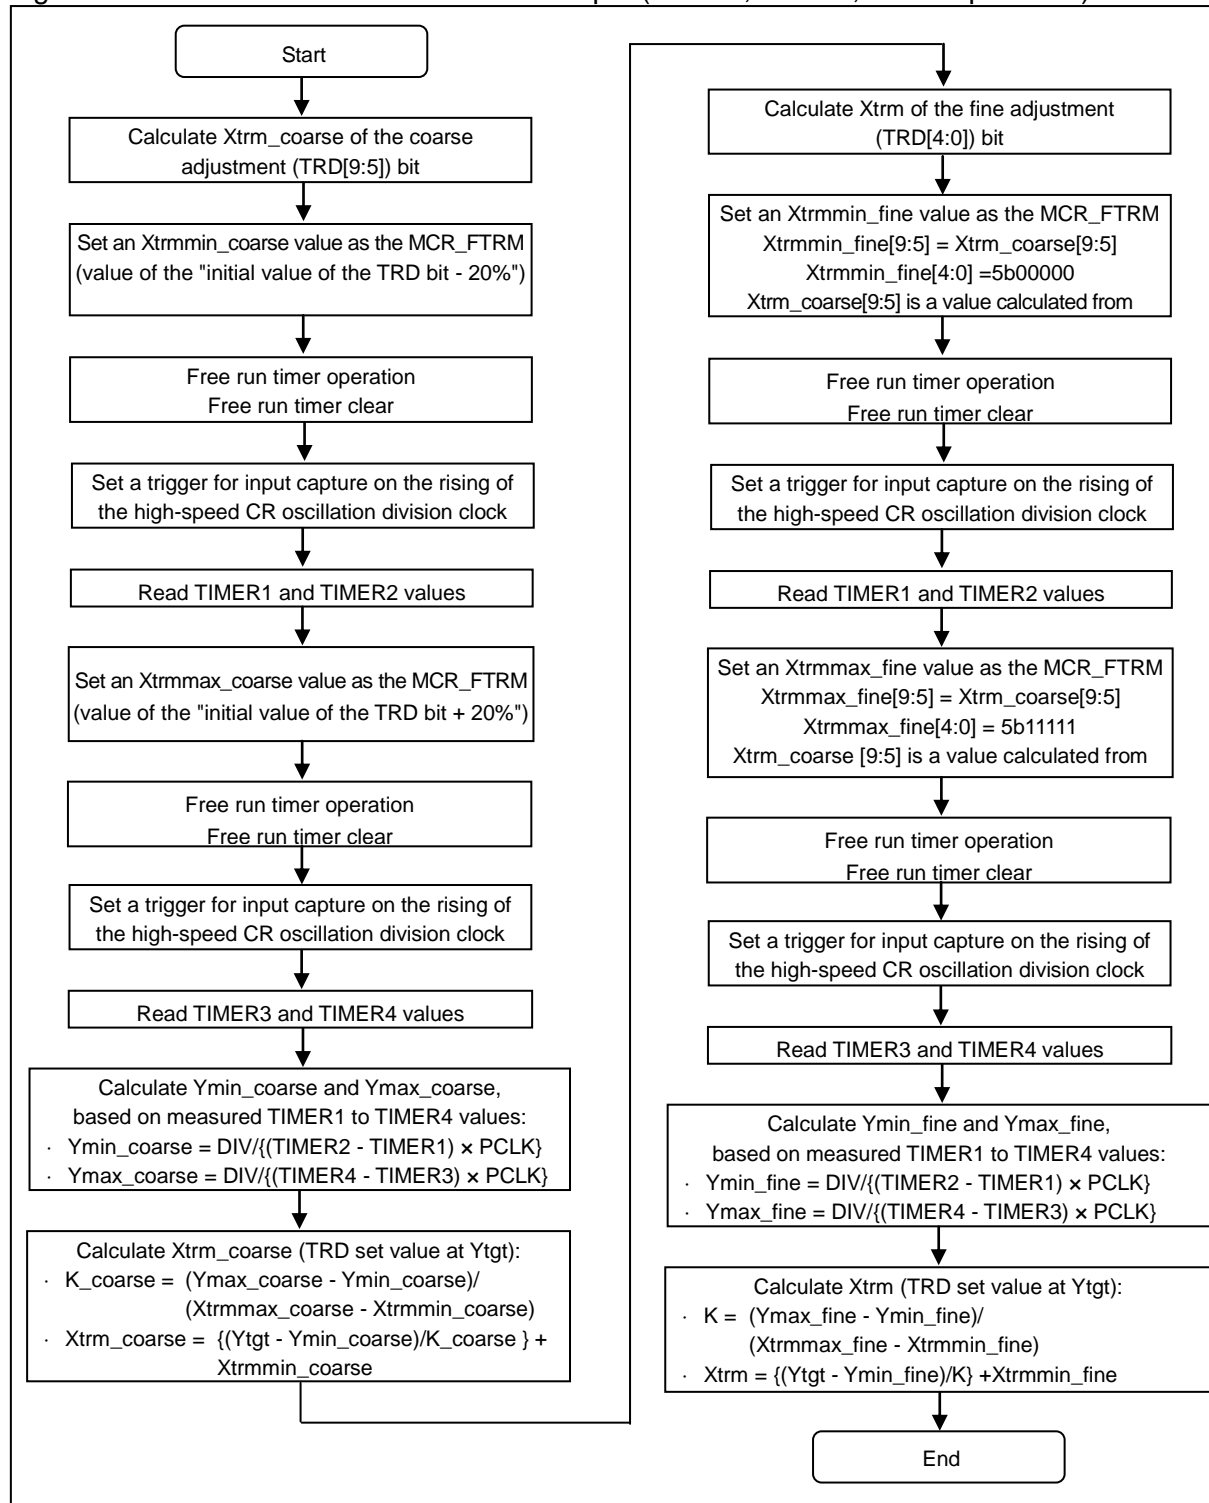 Start
Calculate Xtrm_coarse of the coarse
adjustment (TRD[9:5]) bit
Set an Xtrmmin_coarse value as the MCR_FTRM
(value of the "initial value of the TRD bit - 20%")
Free run timer operation
Free run timer clear
Set a trigger for input capture on the rising of
the high-speed CR oscillation division clock
Read TIMER1 and TIMER2 values
Set an Xtrmmax_coarse value as the MCR_FTRM
(value of the "initial value of the TRD bit + 20%")
Free run timer operation
Free run timer clear
Set a trigger for input capture on the rising of
the high-speed CR oscillation division clock
Read TIMER3 and TIMER4 values
Calculate Ymin_coarse and Ymax_coarse,
based on measured TIMER1 to TIMER4 values:
· Ymin_coarse = DIV/{(TIMER2 - TIMER1) × PCLK}
· Ymax_coarse = DIV/{(TIMER4 - TIMER3) × PCLK}
Calculate Xtrm_coarse (TRD set value at Ytgt):
· K_coarse = (Ymax_coarse - Ymin_coarse)/
(Xtrmmax_coarse - Xtrmmin_coarse)
· Xtrm_coarse = {(Ytgt - Ymin_coarse)/K_coarse } +
Xtrmmin_coarse
Calculate Xtrm of the fine adjustment
(TRD[4:0]) bit
Set an Xtrmmin_fine value as the MCR_FTRM
Xtrmmin_fine[9:5] = Xtrm_coarse[9:5]
Xtrmmin_fine[4:0] =5b00000
Xtrm_coarse[9:5] is a value calculated from
Free run timer operation
Free run timer clear
Set a trigger for input capture on the rising of
the high-speed CR oscillation division clock
Read TIMER1 and TIMER2 values
Set an Xtrmmax_fine value as the MCR_FTRM
Xtrmmax_fine[9:5] = Xtrm_coarse[9:5]
Xtrmmax_fine[4:0] = 5b11111
Xtrm_coarse [9:5] is a value calculated from
Free run timer operation
Free run timer clear
Set a trigger for input capture on the rising of
the high-speed CR oscillation division clock
Read TIMER3 and TIMER4 values
Calculate Ymin_fine and Ymax_fine,
based on measured TIMER1 to TIMER4 values:
· Ymin_fine = DIV/{(TIMER2 - TIMER1) × PCLK}
· Ymax_fine = DIV/{(TIMER4 - TIMER3) × PCLK}
Calculate Xtrm (TRD set value at Ytgt):
· K = (Ymax_fine - Ymin_fine)/
(Xtrmmax_fine - Xtrmmin_fine)
· Xtrm = {(Ytgt - Ymin_fine)/K} +Xtrmmin_fine
End